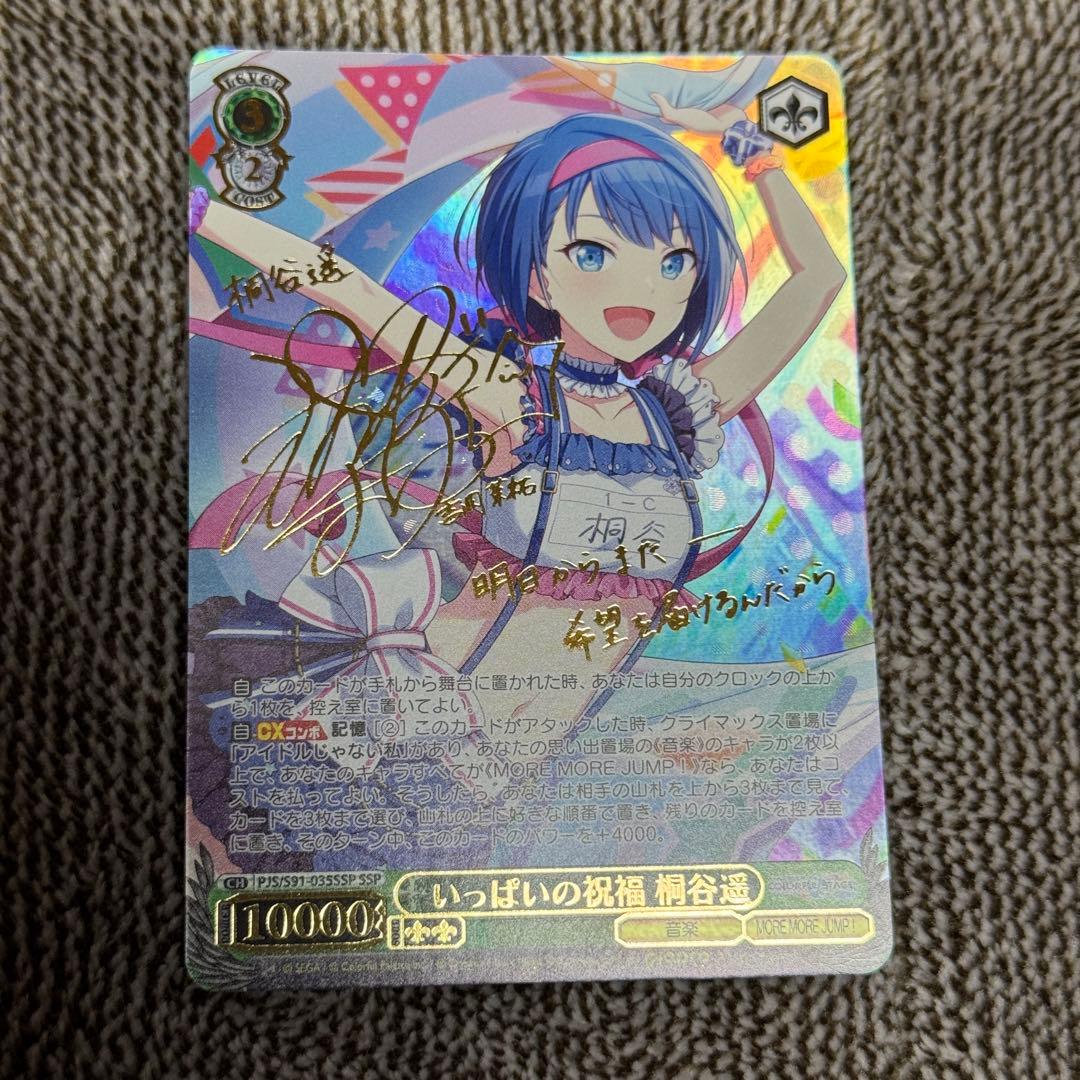 LEVEL
3
2
COST
桐谷遥
吉岡茉祐
1-C
桐谷
明日からまた
希望を届けるんだから
自 このカードが手札から舞台に置かれた時、あなたは自分のクロックの上か
ら1枚を、控え室に置いてよい。
自 CXコンボ 記憶 [②] このカードがアタックした時、クライマックス置場に
「アイドルじゃない私」があり、あなたの思い出置場の《音楽》のキャラが2枚以
上で、あなたのキャラすべてが《MORE MORE JUMP！》なら、あなたはコ
ストを払ってよい。そうしたら、あなたは相手の山札を上から3枚まで見て、
カードを3枚まで選び、山札の上に好きな順番で置き、残りのカードを控え室
に置き、そのターン中、このカードのパワーを＋4000。
CH PJS/S91-035SSP SSP
いっぱいの祝福 桐谷遥
10000
音楽
MORE MORE JUMP！
© SEGA / © Colorful Palette Inc.